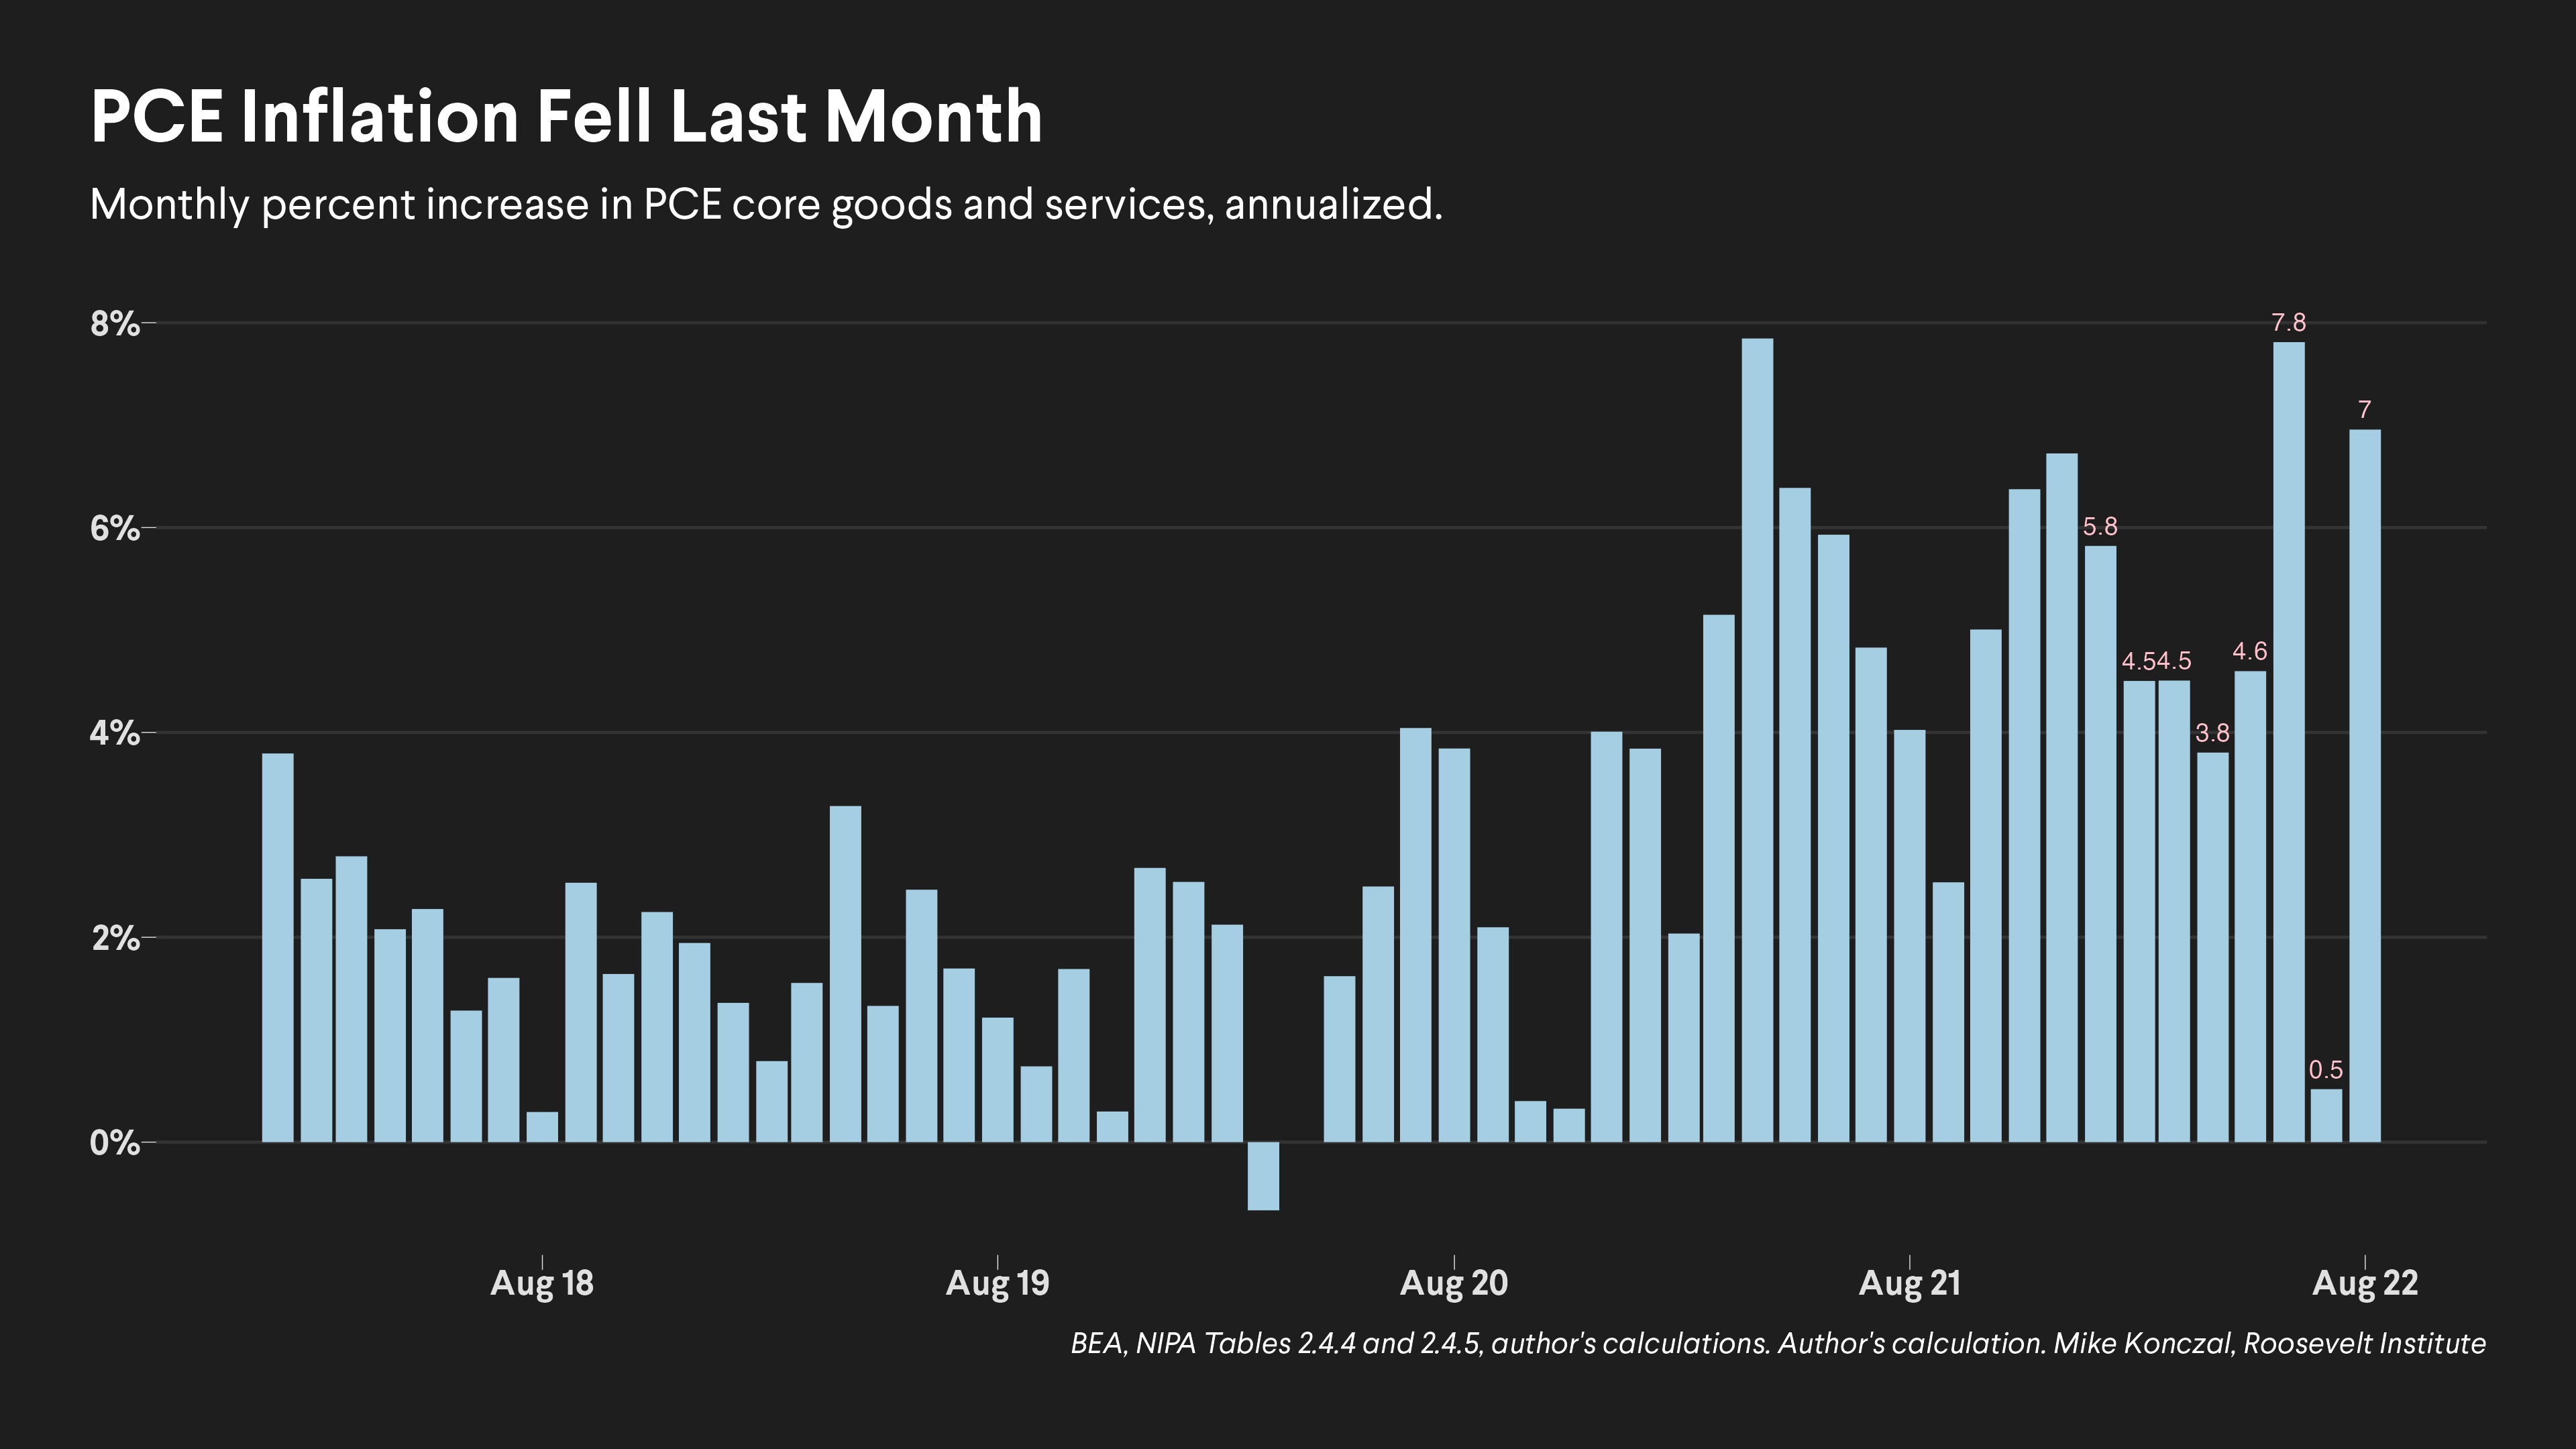 PCE Inflation Fell Last Month
Monthly percent increase in PCE core goods and services, annualized.
8%
6%
4%
2%
0%
5.8
4.5
4.5
3.8
4.6
7.8
0.5
7
Aug 18
Aug 19
Aug 20
Aug 21
Aug 22
BEA, NIPA Tables 2.4.4 and 2.4.5, author's calculations. Author's calculation. Mike Konczal, Roosevelt Institute